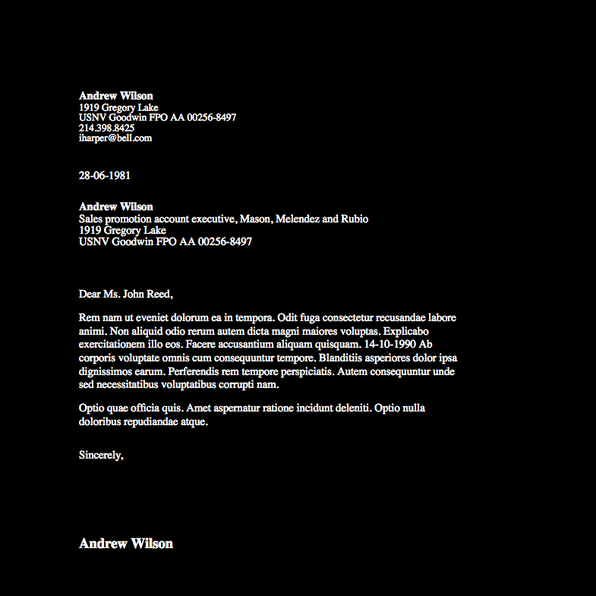 Andrew Wilson
1919 Gregory Lake
USNV Goodwin FPO AA 00256-8497
214.398.8425
iharper@bell.com
28-06-1981
Andrew Wilson
Sales promotion account executive, Mason, Melendez and Rubio
1919 Gregory Lake
USNV Goodwin FPO AA 00256-8497
Dear Ms. John Reed,
Rem nam ut eveniet dolorum ea in tempora. Odit fuga consectetur recusandae labore
animi. Non aliquid odio rerum autem dicta magni maiores voluptas. Explicabo
exercitationem illo eos. Facere accusantium aliquam quisquam. 14-10-1990 Ab
corporis voluptate omnis cum consequuntur tempore. Blanditiis asperiores dolor ipsa
dignissimos earum. Perferendis rem tempore perspiciatis. Autem consequuntur unde
sed necessitatibus voluptatibus corrupti nam.
Optio quae officia quis. Amet aspernatur ratione incidunt deleniti. Optio nulla
doloribus repudiandae atque.
Sincerely,
Andrew Wilson